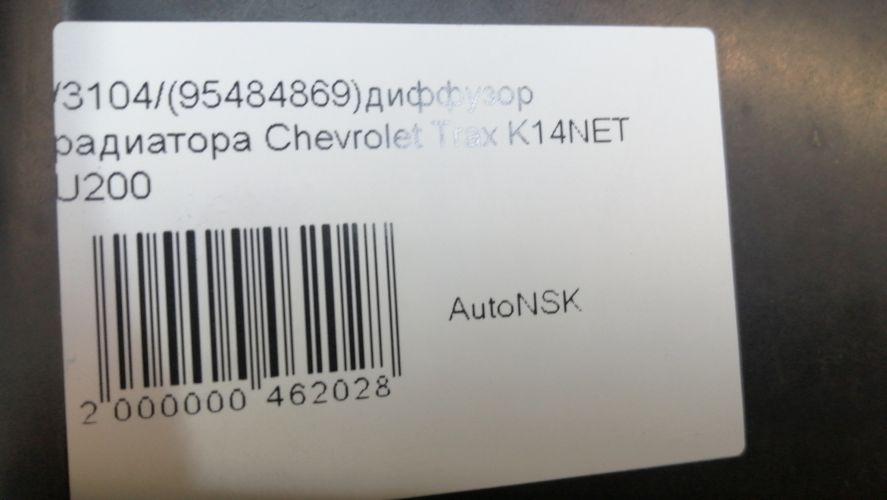 /3104/(95484869)диффузор
радиатора Chevrolet Trax K14NET
U200
AutoNSK
2 000000 462028